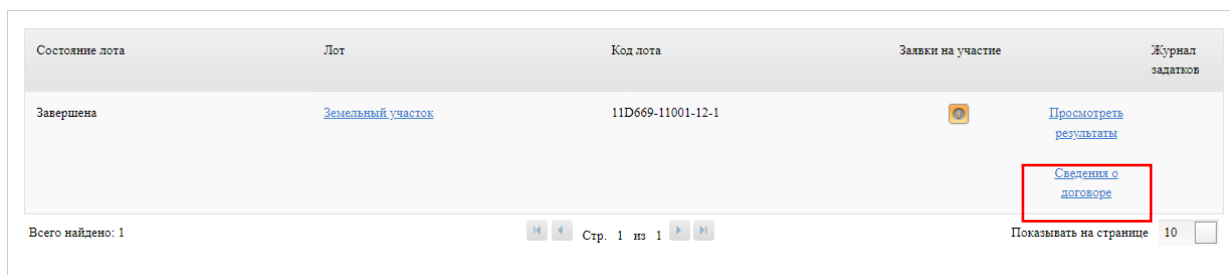 Состояние лота Лот Код лота Заявки на участие Журнал
задатков
Завершена Земельный участок 11D669-11001-12-1 Просмотреть
результаты
Сведения о
договоре
Всего найдено: 1 Стр. 1 из 1 Показывать на странице 10